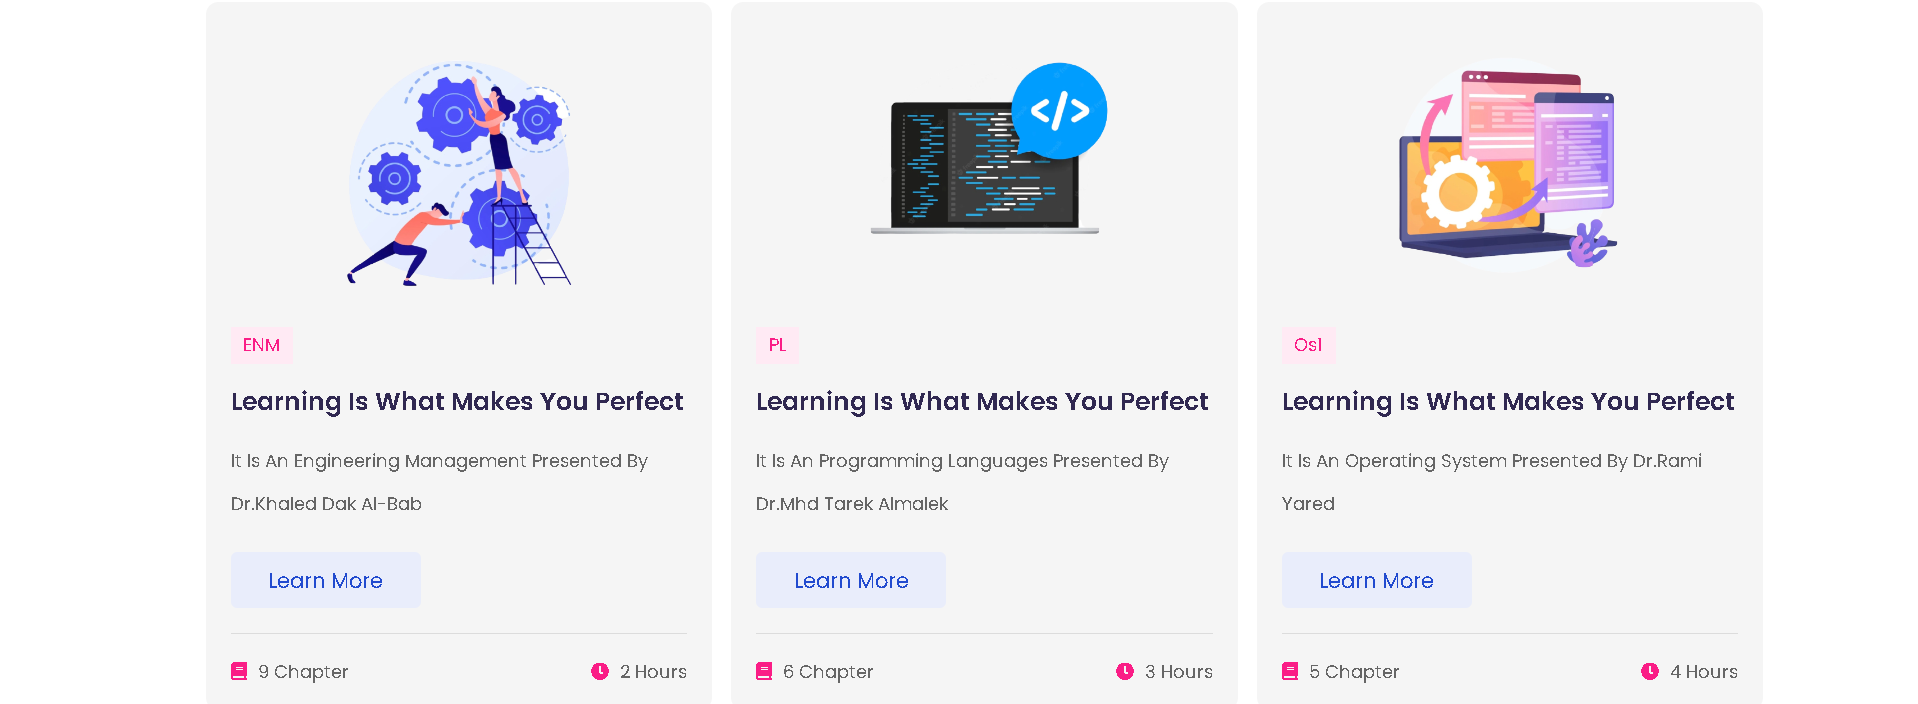 </>
ENM
Learning Is What Makes You Perfect
It Is An Engineering Management Presented By
Dr.Khaled Dak Al-Bab
Learn More
9 Chapter
2 Hours
PL
Learning Is What Makes You Perfect
It Is An Programming Languages Presented By
Dr.Mhd Tarek Almalek
Learn More
6 Chapter
3 Hours
Os1
Learning Is What Makes You Perfect
It Is An Operating System Presented By Dr.Rami
Yared
Learn More
5 Chapter
4 Hours